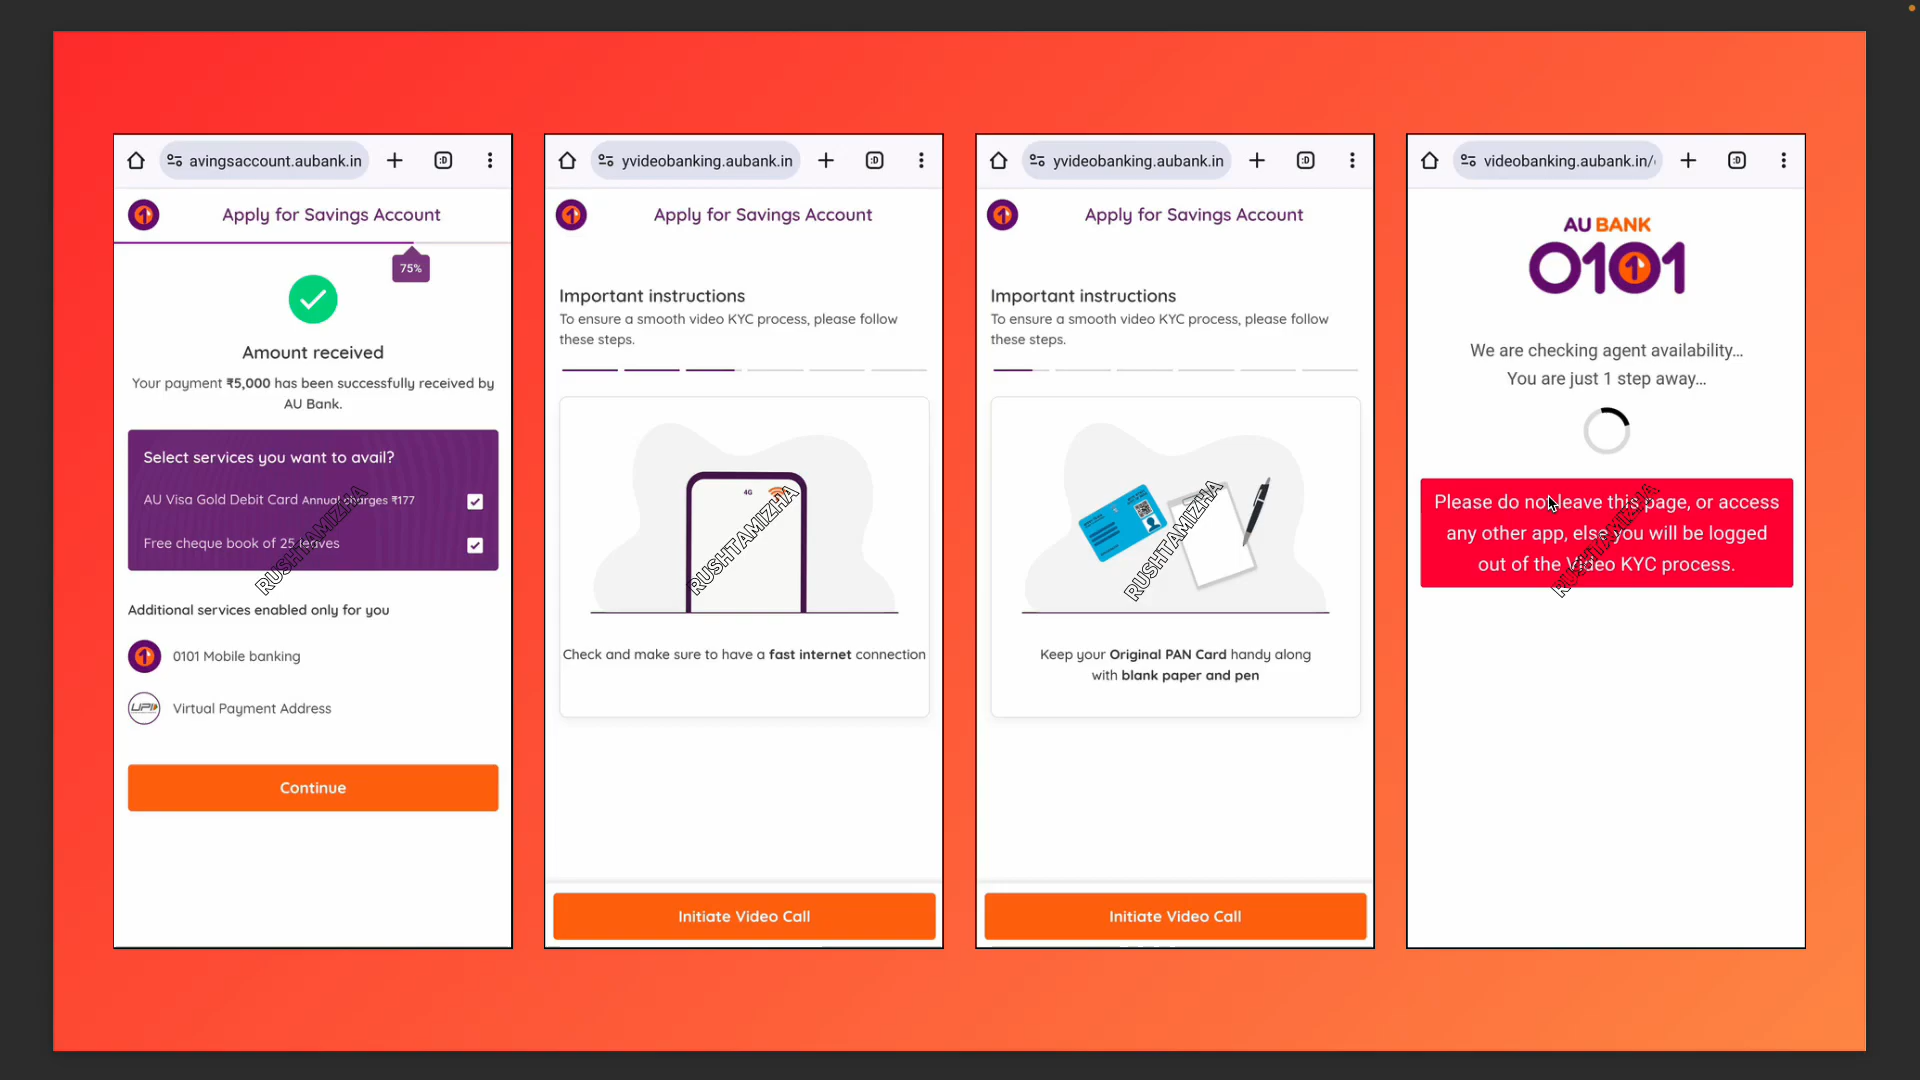 avingsaccount.aubank.in
Apply for Savings Account
75%
Amount received
Your payment ₹5,000 has been successfully received by
AU Bank.
Select services you want to avail?
AU Visa Gold Debit Card Annual charges ₹177
Free cheque book of 25 leaves
RUSHTAMIZHA
Additional services enabled only for you
0101 Mobile banking
UPI
Virtual Payment Address
Continue
yvideobanking.aubank.in
Apply for Savings Account
Important instructions
To ensure a smooth video KYC process, please follow
these steps.
4G
RUSHTAMIZHA
Check and make sure to have a fast internet connection
Initiate Video Call
yvideobanking.aubank.in
Apply for Savings Account
Important instructions
To ensure a smooth video KYC process, please follow
these steps.
RUSHTAMIZHA
Keep your Original PAN Card handy along
with blank paper and pen
Initiate Video Call
videobanking.aubank.in/
AU BANK
0101
We are checking agent availability...
You are just 1 step away...
Please do not leave this page, or access
any other app, else you will be logged
out of the Video KYC process.
RUSHTAMIZHA